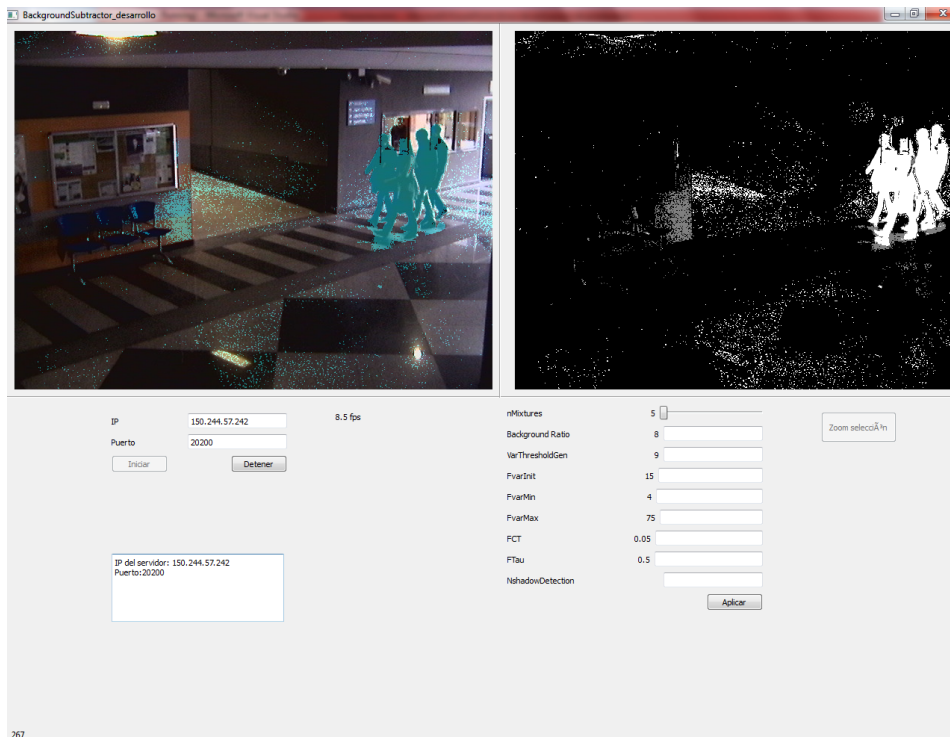 BackgroundSubtractor_desarrollo
IP 150.244.57.242
8.5 fps
Puerto 20200
Iniciar Detener
IP del servidor: 150.244.57.242
Puerto:20200
nMixtures 5
Background Ratio 8
VarThresholdGen 9
FvarInit 15
FvarMin 4
FvarMax 75
FCT 0.05
FTau 0.5
NshadowDetection
Aplicar
Zoom selecciÃ³n
267